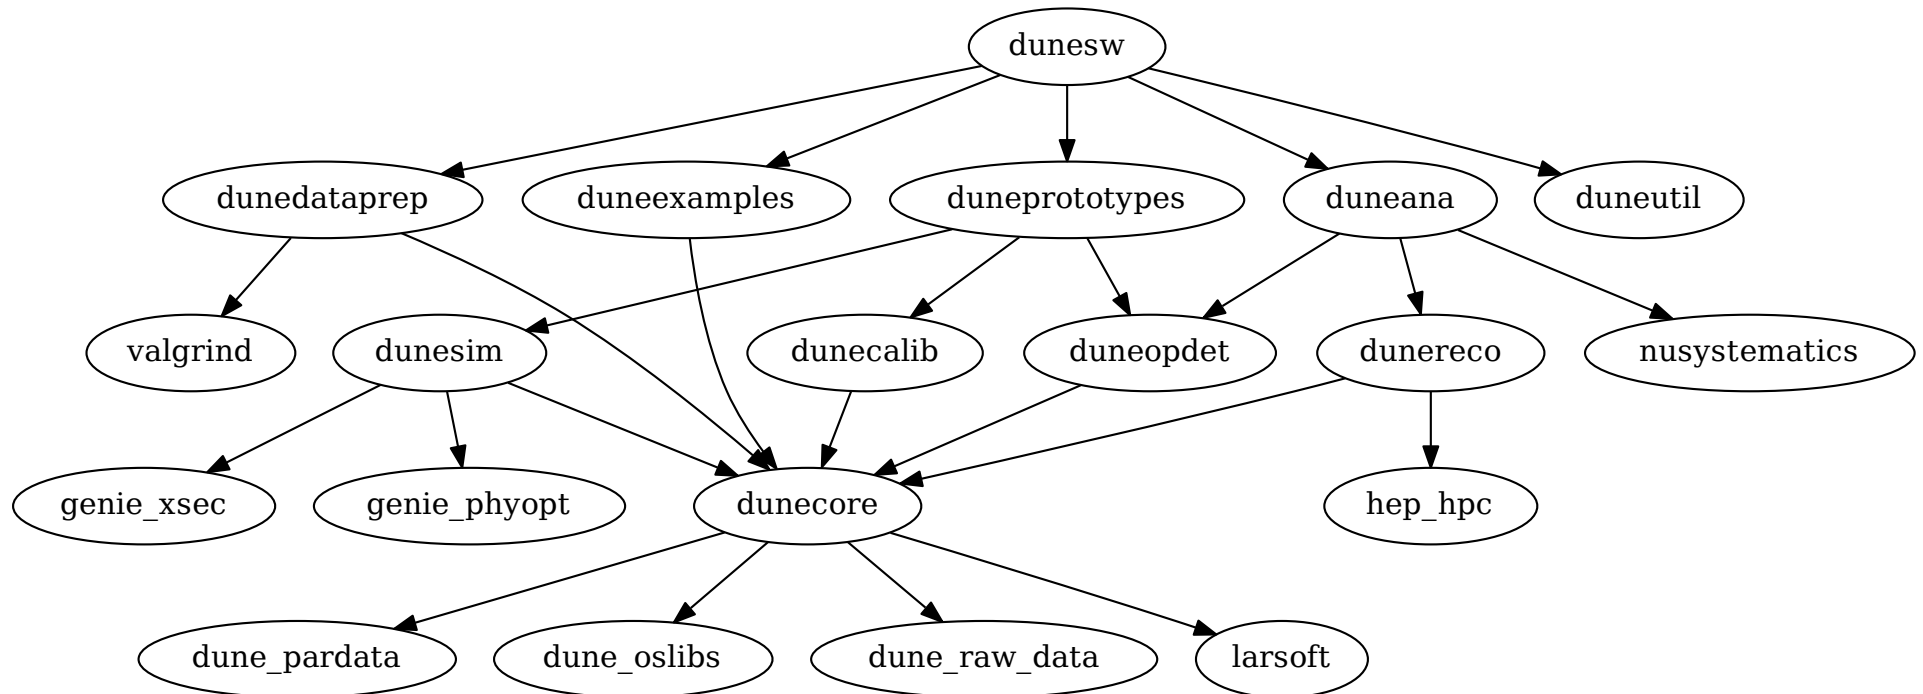 dunesw
dunedataprep
duneexamples
duneprototypes
duneana
duneutil
valgrind
dunesim
dunecalib
duneopdet
dunereco
nusystematics
genie_xsec
genie_phyopt
dunecore
hep_hpc
dune_pardata
dune_oslibs
dune_raw_data
larsoft